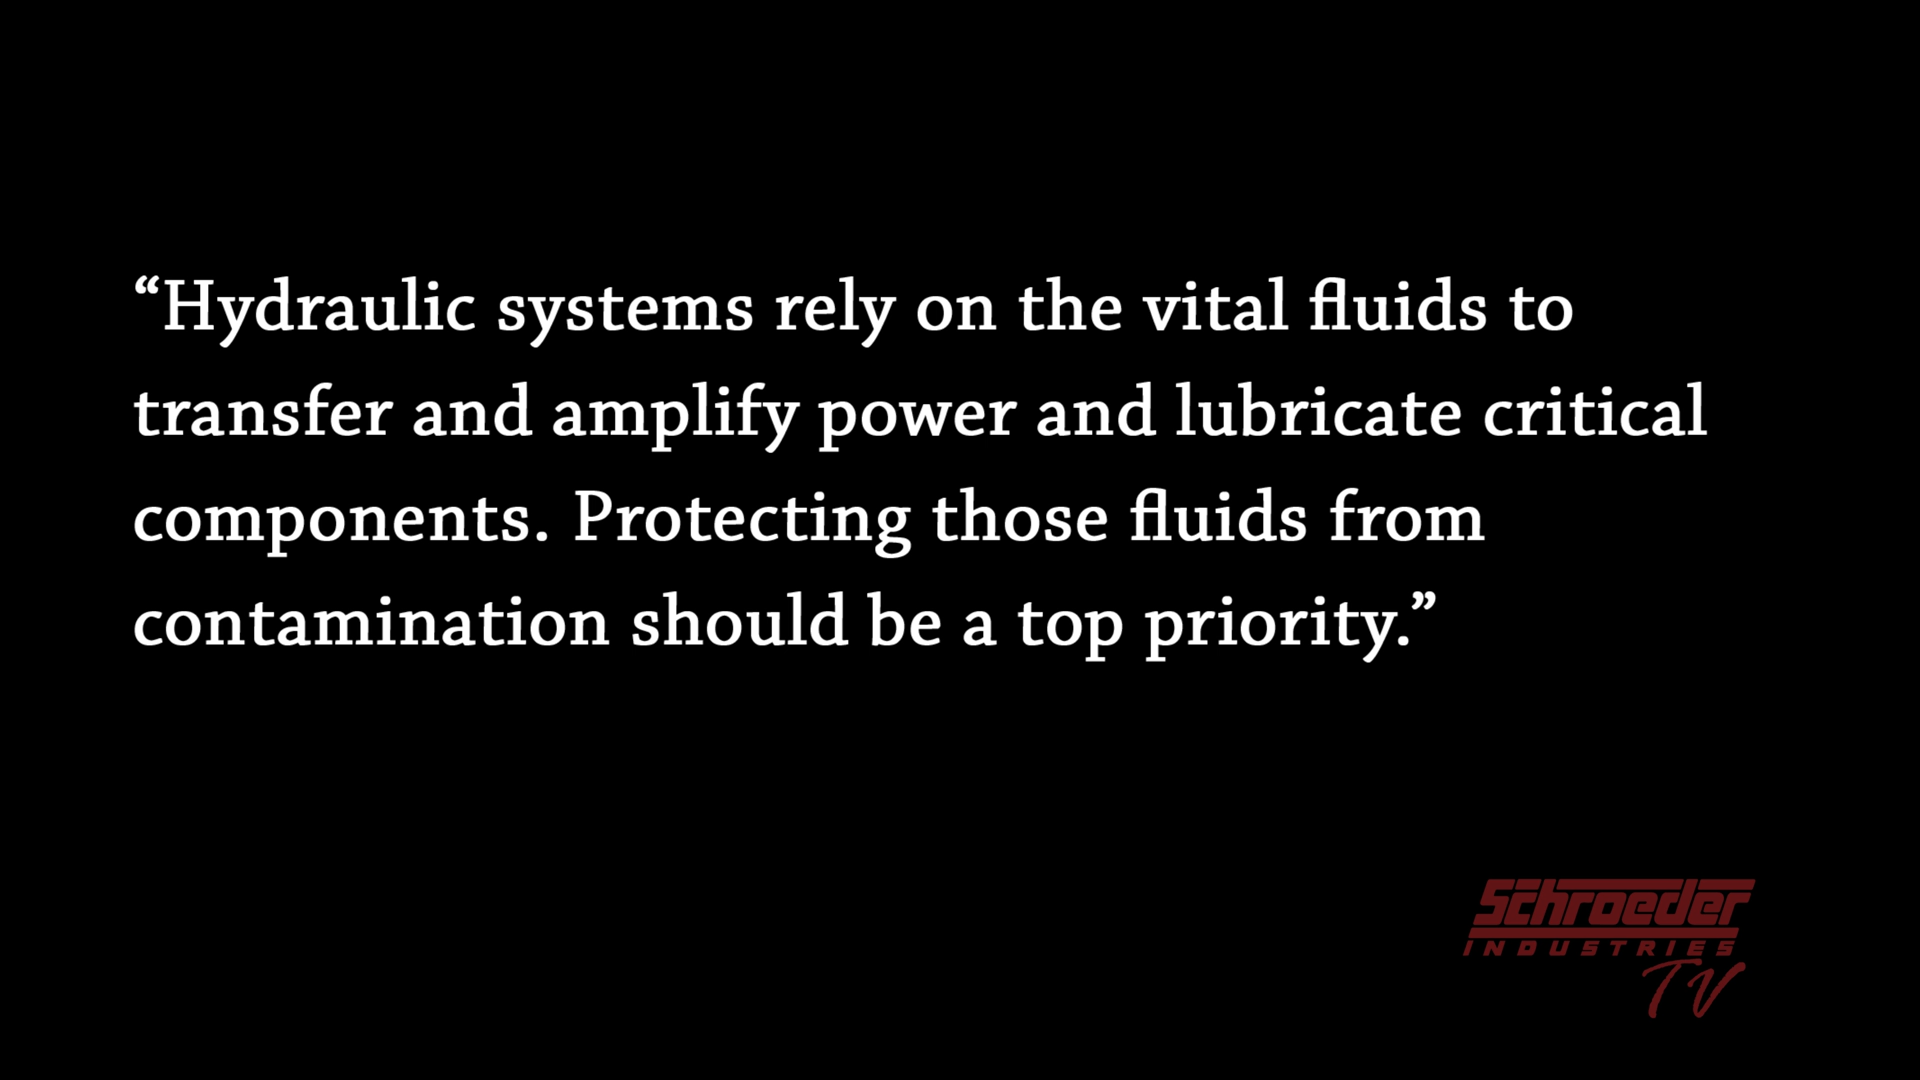 “Hydraulic systems rely on the vital fluids to
transfer and amplify power and lubricate critical
components. Protecting those fluids from
contamination should be a top priority.”
Schroeder
INDUSTRIES
TV